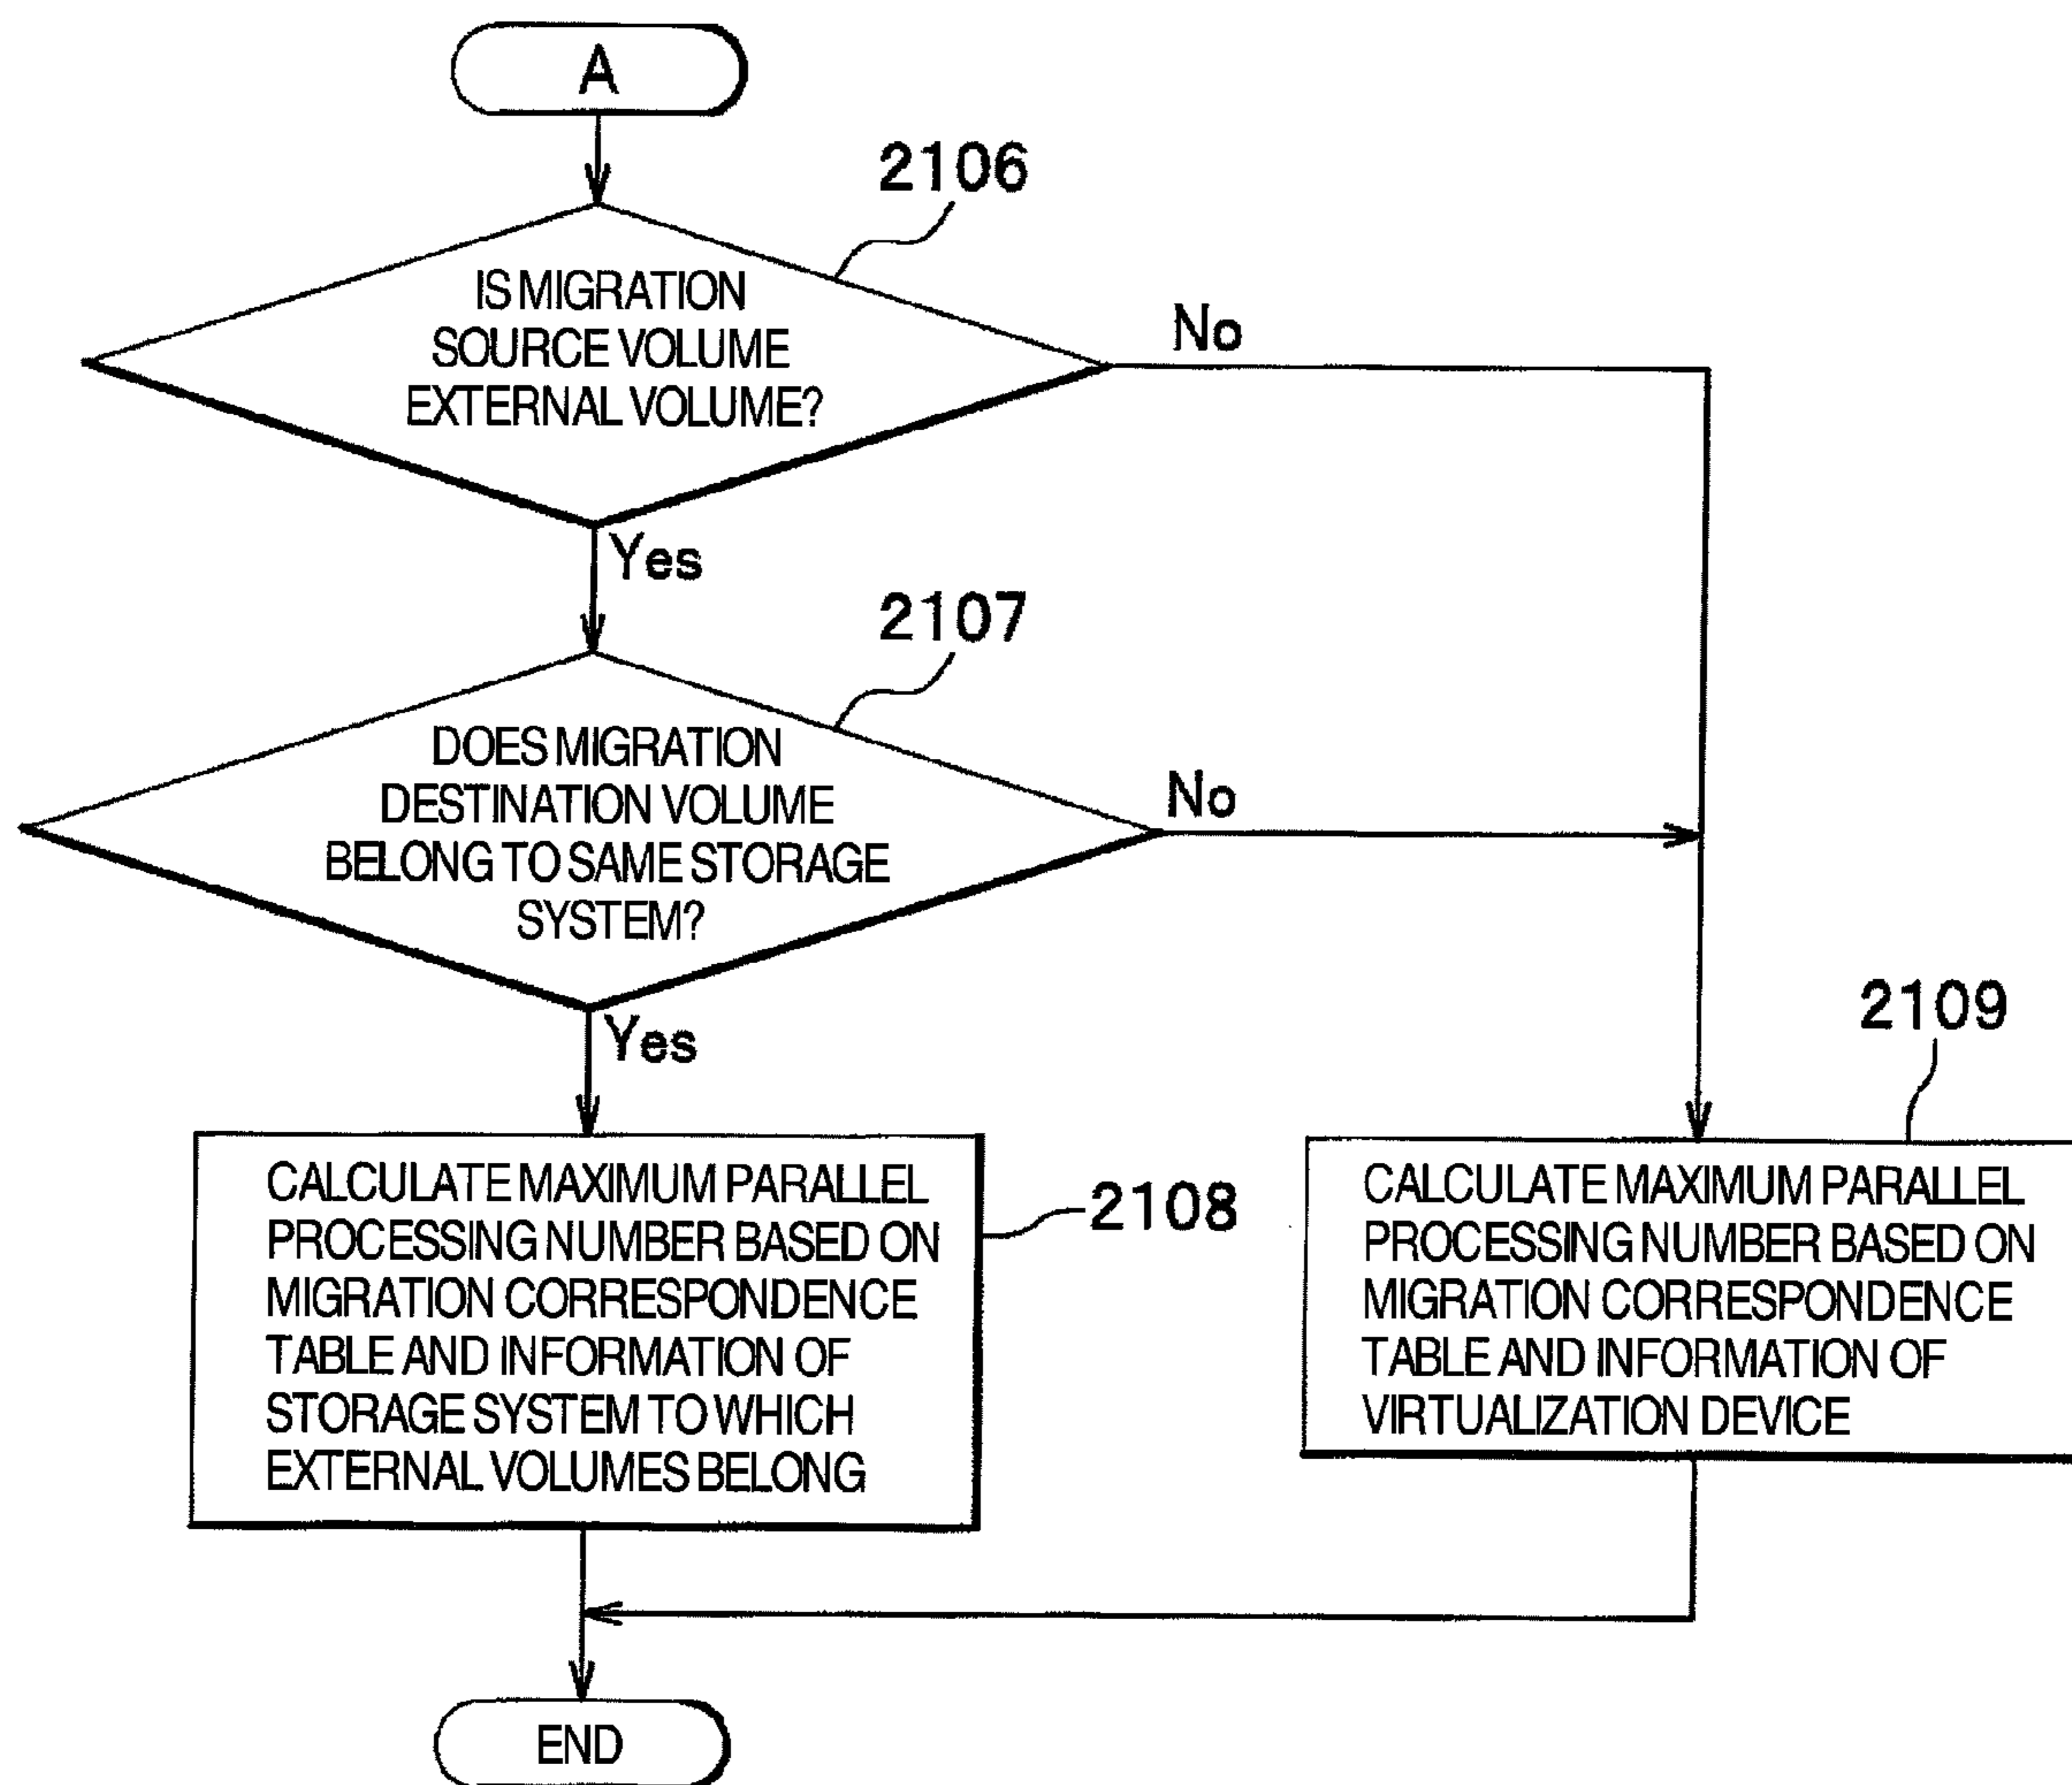 A
2106
IS MIGRATION
SOURCE VOLUME
EXTERNAL VOLUME?
No
Yes
2107
DOES MIGRATION
DESTINATION VOLUME
BELONG TO SAME STORAGE
SYSTEM?
No
Yes
2109
CALCULATE MAXIMUM PARALLEL
PROCESSING NUMBER BASED ON
MIGRATION CORRESPONDENCE
TABLE AND INFORMATION OF
STORAGE SYSTEM TO WHICH
EXTERNAL VOLUMES BELONG
2108
CALCULATE MAXIMUM PARALLEL
PROCESSING NUMBER BASED ON
MIGRATION CORRESPONDENCE
TABLE AND INFORMATION OF
VIRTUALIZATION DEVICE
END